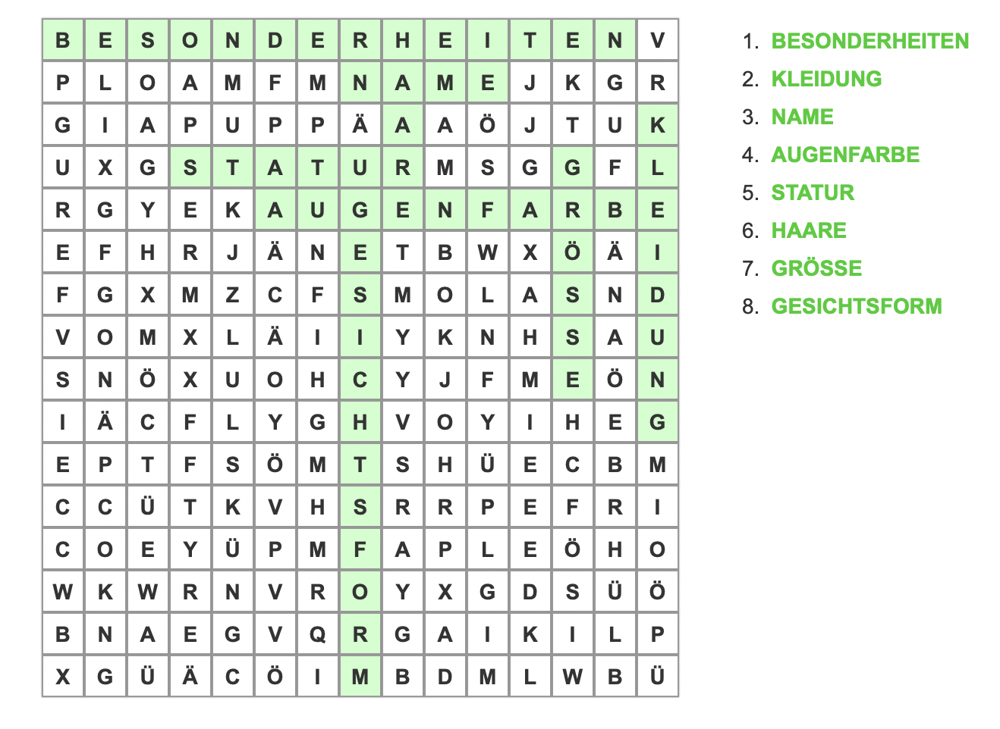 B E S O N D E R H E I T E N V
P L O A M F M N A M E J K G R
G I A P U P P Ä A A Ö J T U K
U X G S T A T U R M S G G F L
R G Y E K A U G E N F A R B E
E F H R J Ä N E T B W X Ö Ä I
F G X M Z C F S M O L A S N D
V O M X L Ä I I Y K N H S A U
S N Ö X U O H C Y J F M E Ö N
I Ä C F L Y G H V O Y I H E G
E P T F S Ö M T S H Ü E C B M
C C Ü T K V H S R R P E F R I
C O E Y Ü P M F A P L E Ö H O
W K W R N V R O Y X G D S Ü Ö
B N A E G V Q R G A I K I L P
X G Ü Ä C Ö I M B D M L W B Ü
1. BESONDERHEITEN
2. KLEIDUNG
3. NAME
4. AUGENFARBE
5. STATUR
6. HAARE
7. GRÖSSE
8. GESICHTSFORM